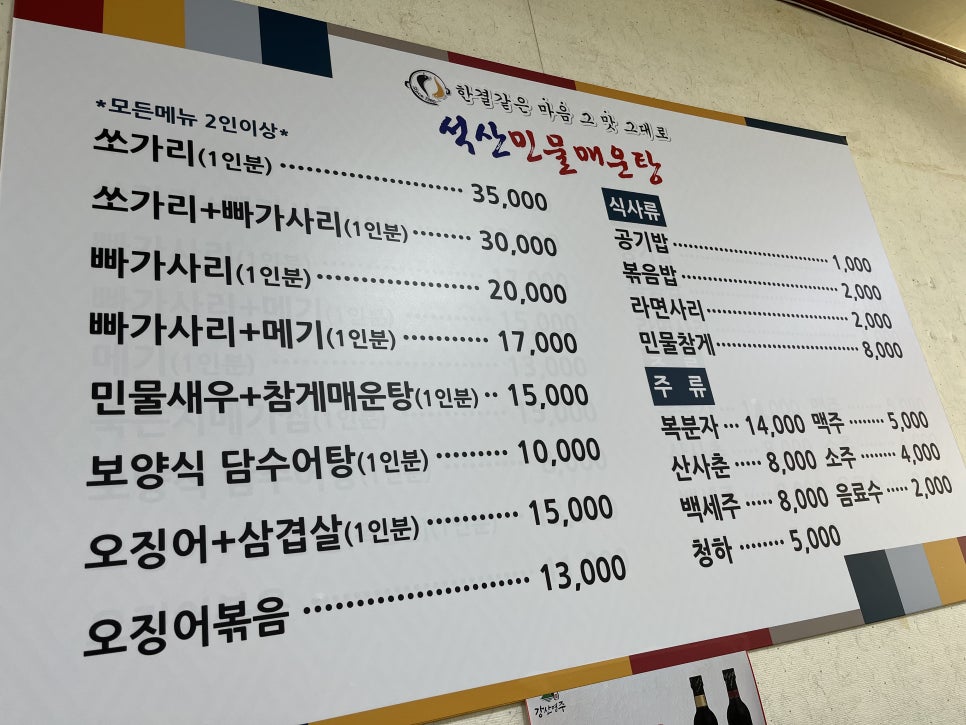 한결같은 마음 그 맛 그대로
석산민물매운탕
*모든메뉴 2인이상*
쏘가리(1인분) 35,000
쏘가리+빠가사리(1인분) 30,000
빠가사리(1인분) 20,000
빠가사리+메기(1인분) 17,000
민물새우+참게매운탕(1인분) 15,000
보양식 담수어탕(1인분) 10,000
오징어+삼겹살(1인분) 15,000
오징어볶음 13,000
식사류
공기밥 1,000
볶음밥 2,000
라면사리 2,000
민물참게 8,000
주 류
복분자 14,000 맥주 5,000
산사춘 8,000 소주 4,000
백세주 8,000 음료수 2,000
청하 5,000
강산명주